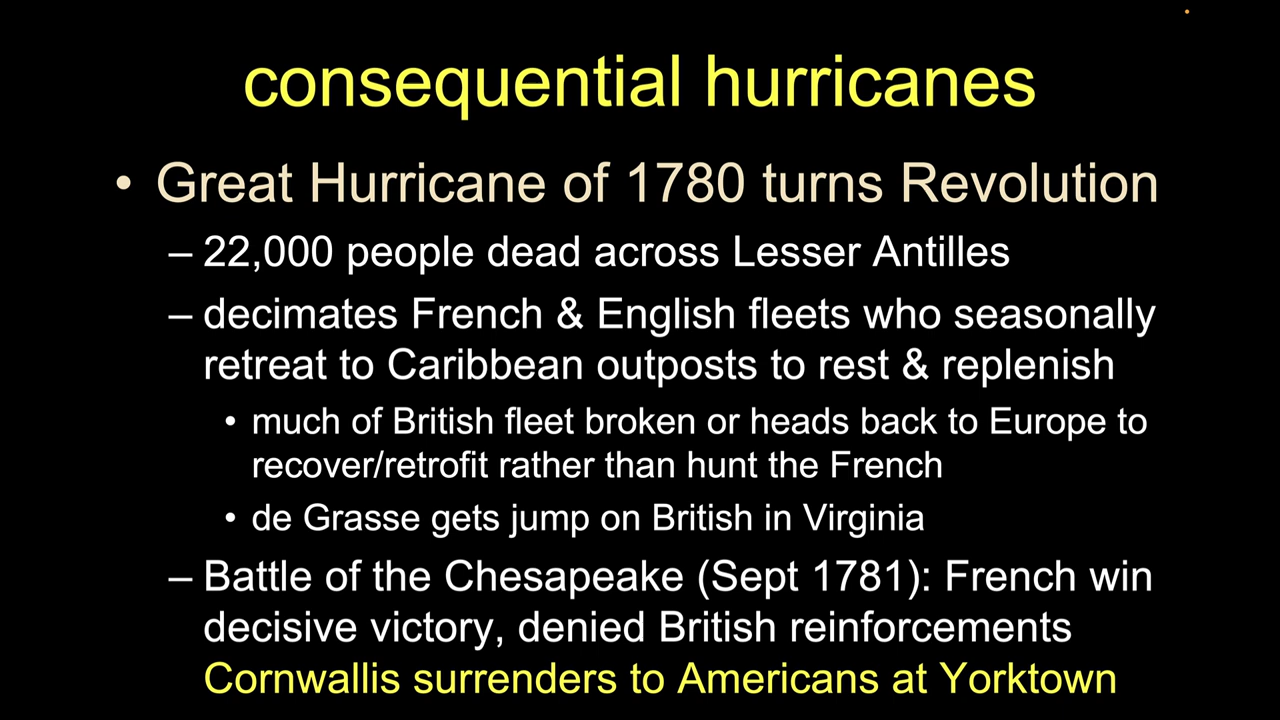 consequential hurricanes
• Great Hurricane of 1780 turns Revolution
– 22,000 people dead across Lesser Antilles
– decimates French & English fleets who seasonally
retreat to Caribbean outposts to rest & replenish
• much of British fleet broken or heads back to Europe to
recover/retrofit rather than hunt the French
• de Grasse gets jump on British in Virginia
– Battle of the Chesapeake (Sept 1781): French win
decisive victory, denied British reinforcements
Cornwallis surrenders to Americans at Yorktown